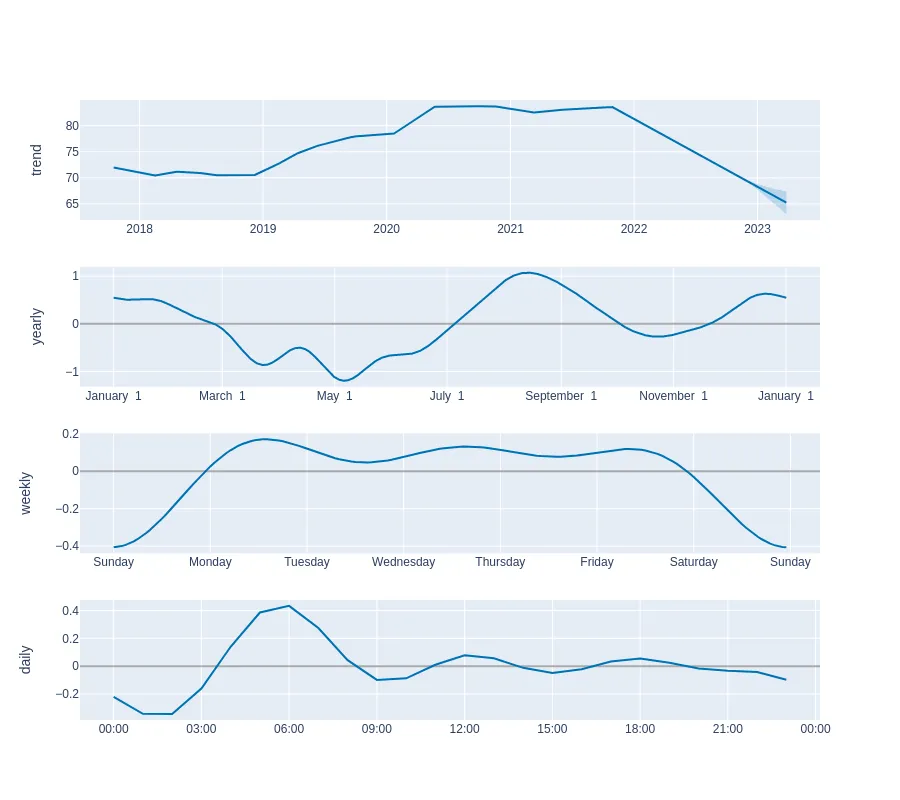 80
75
70
65
trend
2018 2019 2020 2021 2022 2023
1
0
−1
yearly
January 1 March 1 May 1 July 1 September 1 November 1 January 1
0.2
0
−0.2
−0.4
weekly
Sunday Monday Tuesday Wednesday Thursday Friday Saturday Sunday
0.4
0.2
0
−0.2
daily
00:00 03:00 06:00 09:00 12:00 15:00 18:00 21:00 00:00